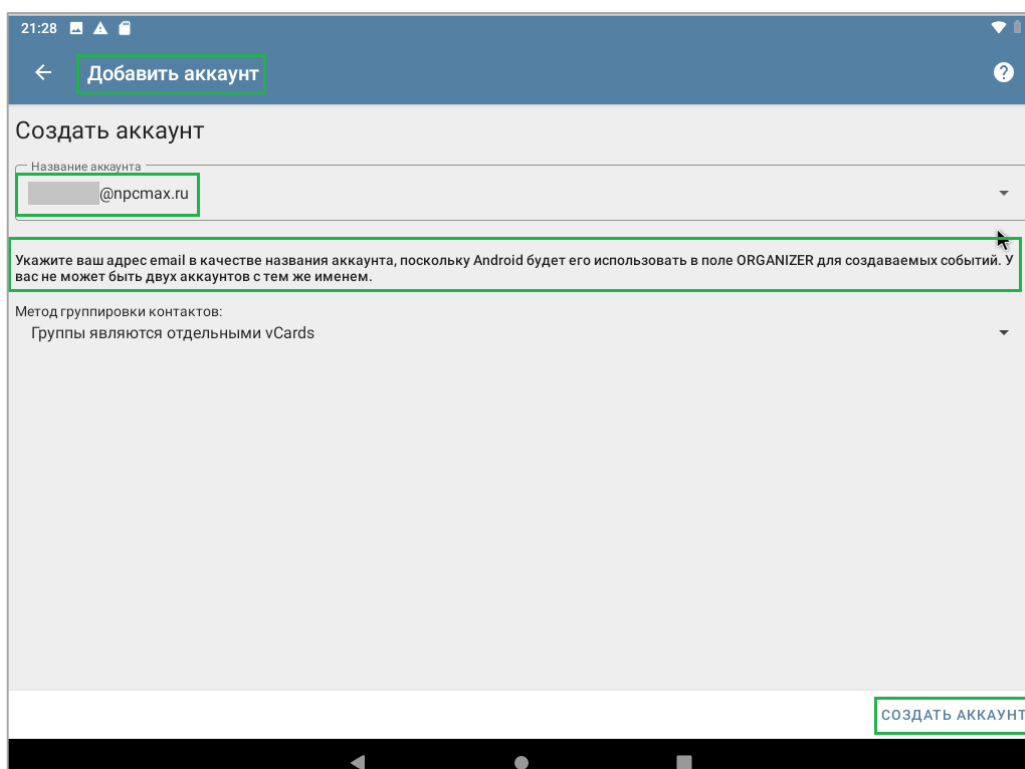 21:28
Добавить аккаунт
Создать аккаунт
Название аккаунта
@npcmax.ru
Укажите ваш адрес email в качестве названия аккаунта, поскольку Android будет его использовать в поле ORGANIZER для создаваемых событий. У
вас не может быть двух аккаунтов с тем же именем.
Метод группировки контактов:
Группы являются отдельными vCards
СОЗДАТЬ АККАУНТ